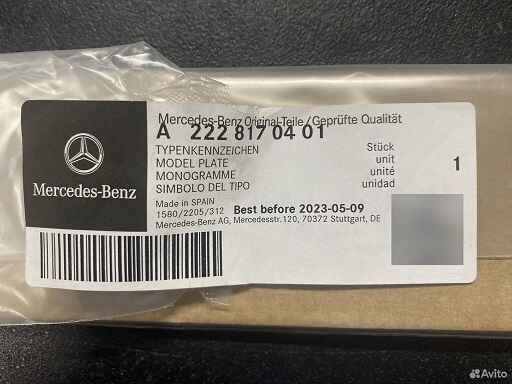 Mercedes-Benz Original-Teile/Geprüfte Qualität
A 222 817 04 01
TYPENKENNZEICHEN Stück
MODEL PLATE unit
MONOGRAMME unité
SIMBOLO DEL TIPO unidad
1
Mercedes-Benz
Made in SPAIN
1580/2205/312 Best before 2023-05-09
Mercedes-Benz AG, Mercedesstr.120, 70372 Stuttgart, DE
Avito